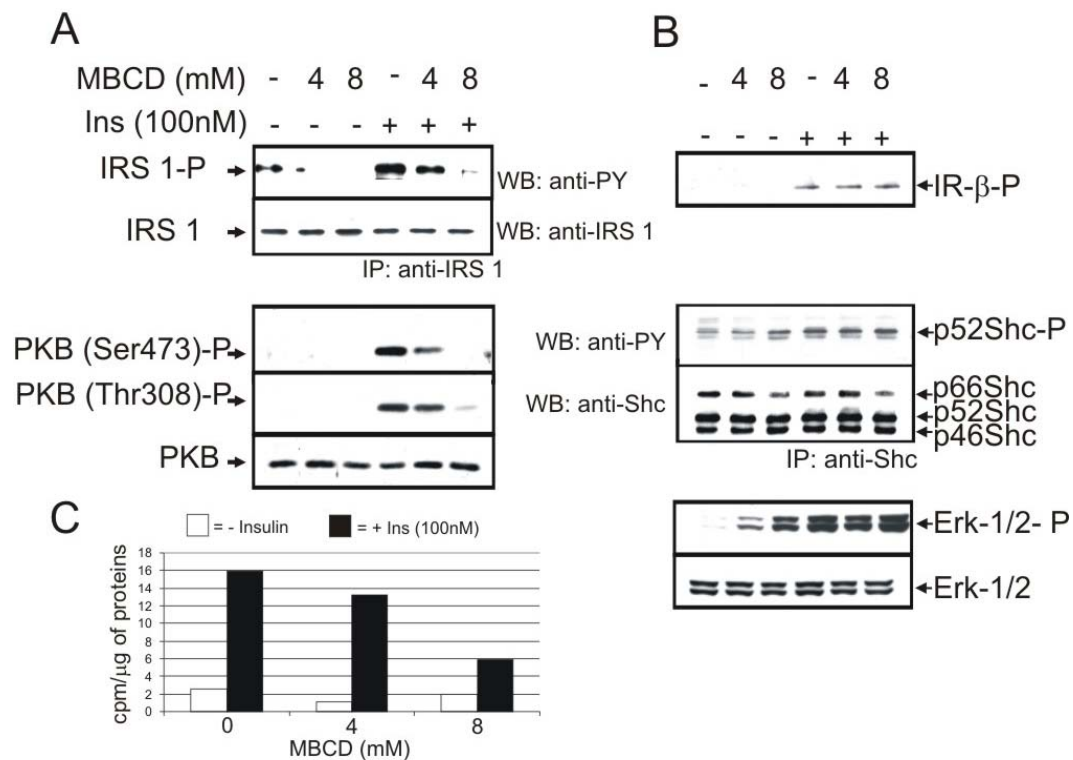 A
MBCD (mM) - 4 8 - 4 8
Ins (100nM) - - - + + +
IRS 1-P
WB: anti-PY
IRS 1
WB: anti-IRS 1
IP: anti-IRS 1
PKB (Ser473)-P
PKB (Thr308)-P
PKB
B
- 4 8 - 4 8
- - - + + +
IR-β-P
WB: anti-PY
p52Shc-P
WB: anti-Shc
p66Shc
p52Shc
p46Shc
IP: anti-Shc
Erk-1/2- P
Erk-1/2
C
= - Insulin = + Ins (100nM)
cpm/µg of proteins
18
16
14
12
10
8
6
4
2
0
0 4 8
MBCD (mM)